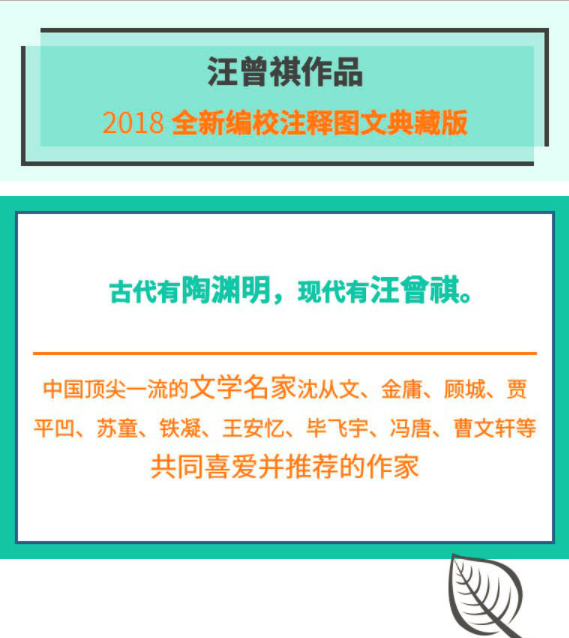 汪曾祺作品
2018 全新编校注释图文典藏版
古代有陶渊明，现代有汪曾祺。
中国顶尖一流的文学名家沈从文、金庸、顾城、贾
平凹、苏童、铁凝、王安忆、毕飞宇、冯唐、曹文轩等
共同喜爱并推荐的作家